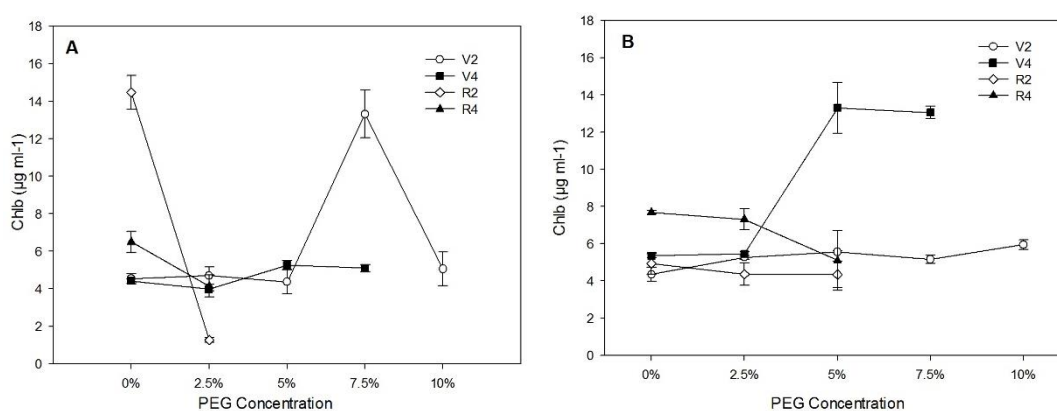 A
V2
V4
R2
R4
Chlb (µg ml-1)
18
16
14
12
10
8
6
4
2
0
0% 2.5% 5% 7.5% 10%
PEG Concentration
B
V2
V4
R2
R4
Chlb (µg ml-1)
18
16
14
12
10
8
6
4
2
0
0% 2.5% 5% 7.5% 10%
PEG Concentration